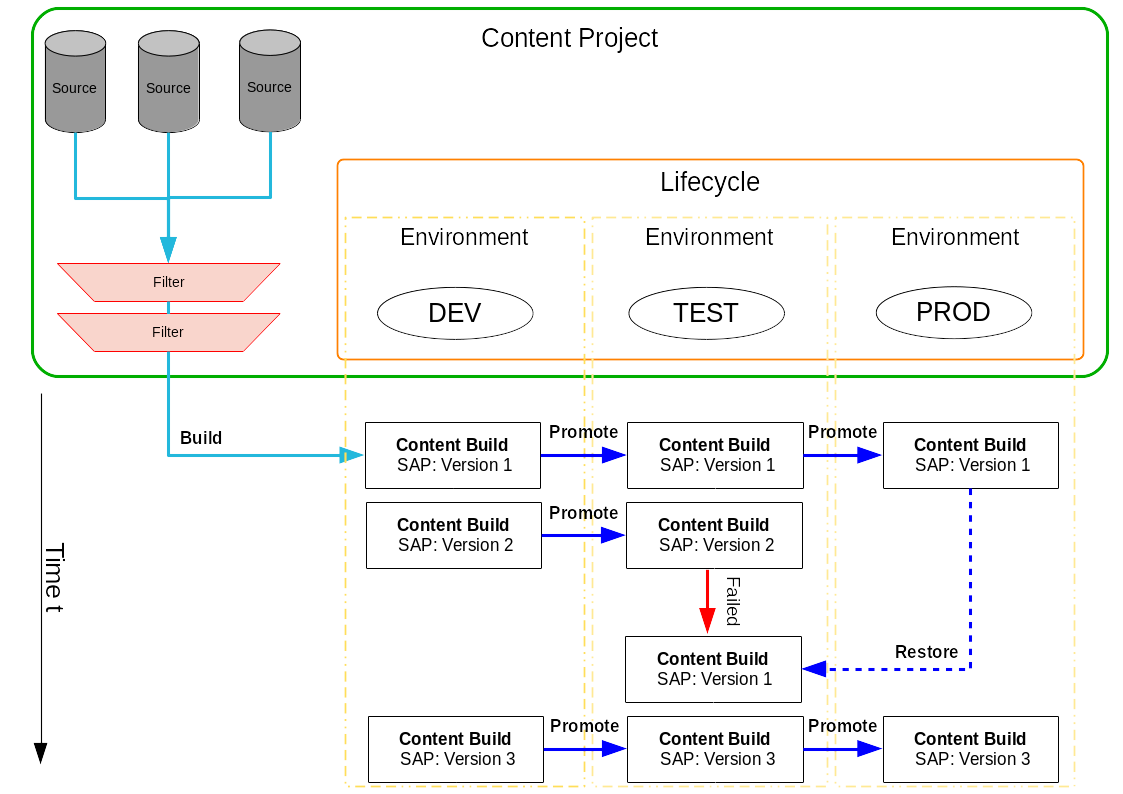 Content Project
Source
Source
Source
Lifecycle
Environment
Environment
Environment
Filter
DEV
TEST
PROD
Filter
Build
Promote
Promote
Content Build
SAP: Version 1
Content Build
SAP: Version 1
Content Build
SAP: Version 1
Promote
Content Build
SAP: Version 2
Content Build
SAP: Version 2
Time t
Failed
Restore
Content Build
SAP: Version 1
Promote
Promote
Content Build
SAP: Version 3
Content Build
SAP: Version 3
Content Build
SAP: Version 3